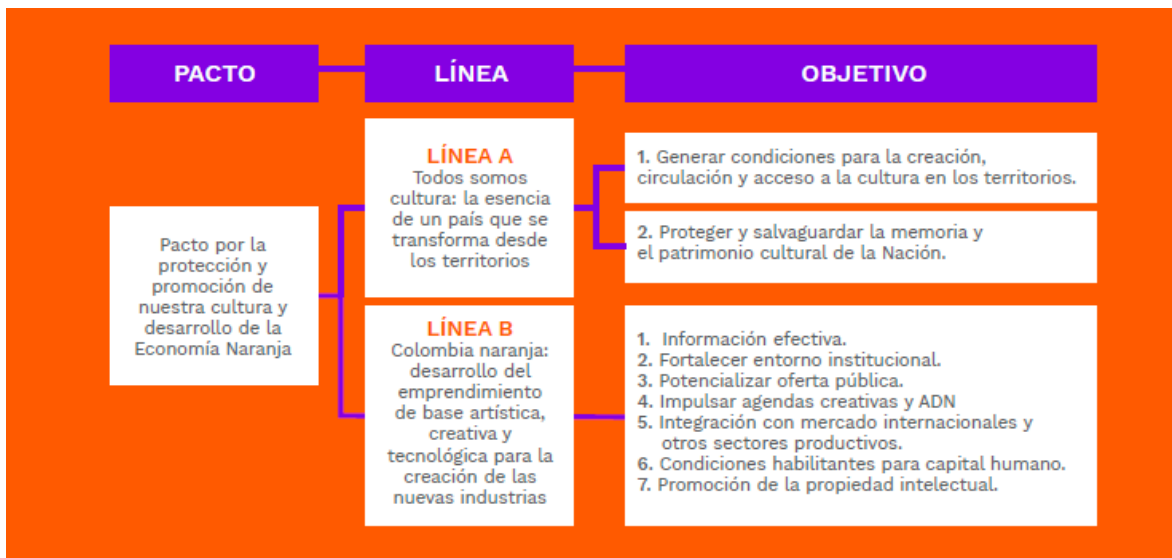 PACTO
LÍNEA
OBJETIVO
Pacto por la
protección y
promoción de
nuestra cultura y
desarrollo de la
Economía Naranja
LÍNEA A
Todos somos
cultura: la esencia
de un país que se
transforma desde
los territorios
1. Generar condiciones para la creación,
circulación y acceso a la cultura en los territorios.
2. Proteger y salvaguardar la memoria y
el patrimonio cultural de la Nación.
LÍNEA B
Colombia naranja:
desarrollo del
emprendimiento
de base artística,
creativa y
tecnológica para la
creación de las
nuevas industrias
1. Información efectiva.
2. Fortalecer entorno institucional.
3. Potencializar oferta pública.
4. Impulsar agendas creativas y ADN
5. Integración con mercado internacionales y
otros sectores productivos.
6. Condiciones habilitantes para capital humano.
7. Promoción de la propiedad intelectual.